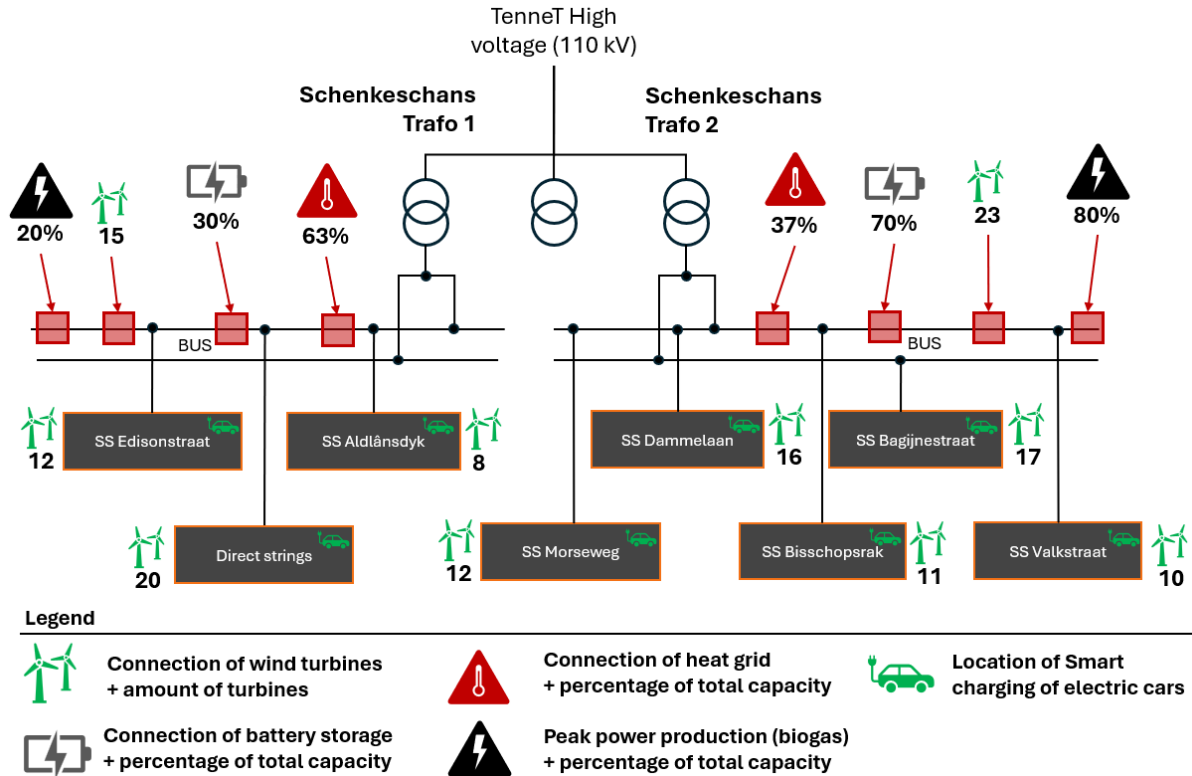 TenneT High
voltage (110 kV)
Schenkeschans
Trafo 1
Schenkeschans
Trafo 2
20%
15
30%
63%
37%
70%
23
80%
BUS
BUS
SS Edisonstraat
12
SS Aldlânsdyk
8
SS Dammelaan
16
SS Bagijnestraat
17
Direct strings
20
SS Morseweg
12
SS Bisschopsrak
11
SS Valkstraat
10
Legend
Connection of wind turbines
+ amount of turbines
Connection of heat grid
+ percentage of total capacity
Location of Smart
charging of electric cars
Connection of battery storage
+ percentage of total capacity
Peak power production (biogas)
+ percentage of total capacity